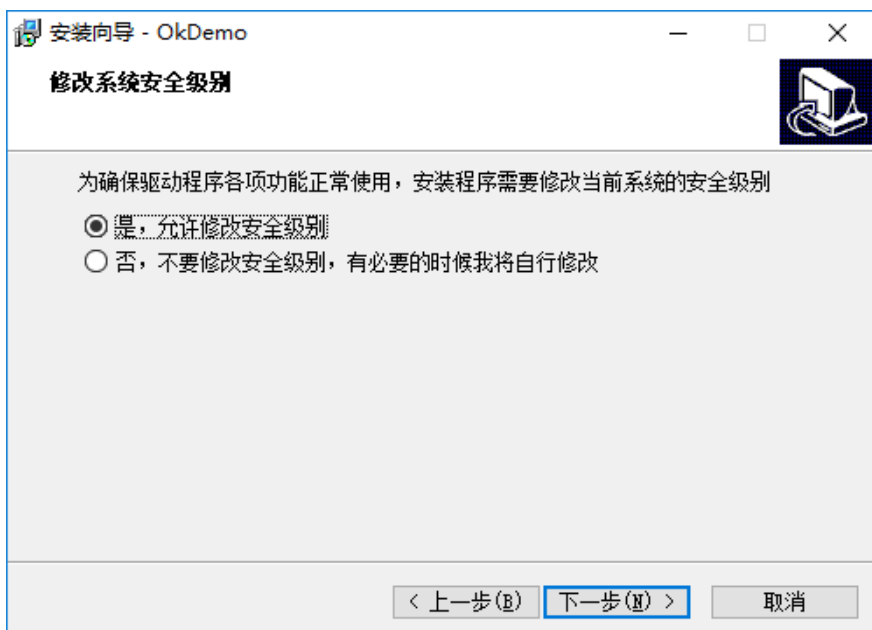 安装向导 - OkDemo
修改系统安全级别
为确保驱动程序各项功能正常使用，安装程序需要修改当前系统的安全级别
是，允许修改安全级别
否，不要修改安全级别，有必要的时候我将自行修改
< 上一步(B) 下一步(N) > 取消